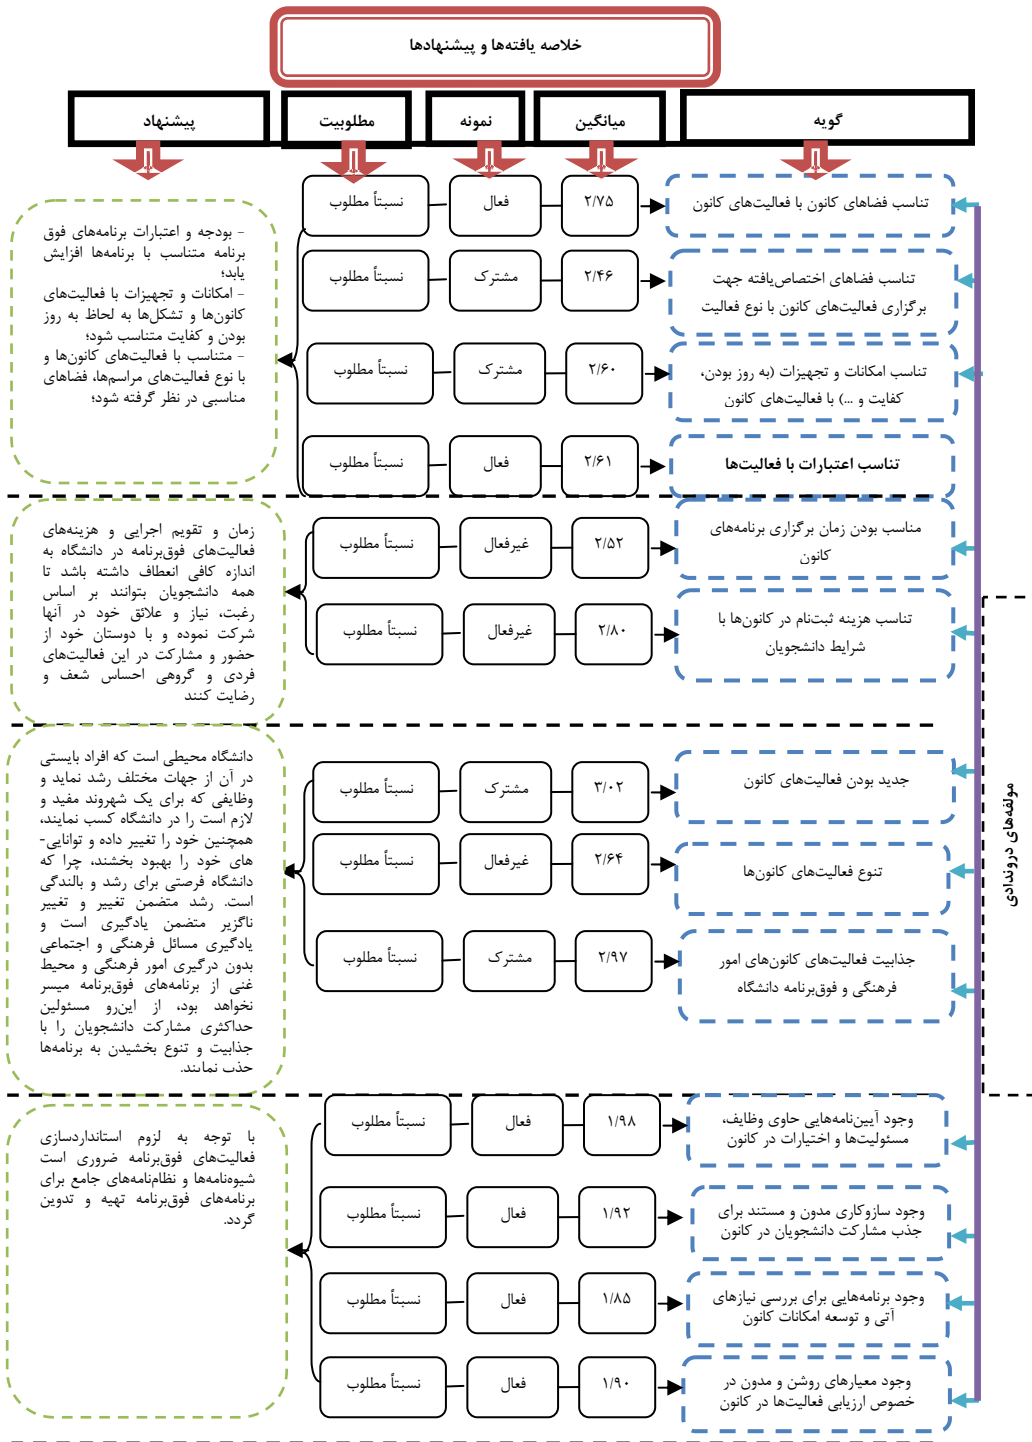 خلاصه یافته‌ها و پیشنهادها
گویه
میانگین
نمونه
مطلوبیت
پیشنهاد
تناسب فضاهای کانون با فعالیت‌های کانون
۲/۷۵
فعال
نسبتاً مطلوب
تناسب فضاهای اختصاص‌یافته جهت
برگزاری فعالیت‌های کانون با نوع فعالیت
۲/۴۶
مشترک
نسبتاً مطلوب
تناسب امکانات و تجهیزات (به روز بودن،
کفایت و ...) با فعالیت‌های کانون
۲/۶۰
مشترک
نسبتاً مطلوب
تناسب اعتبارات با فعالیت‌ها
۲/۶۱
فعال
نسبتاً مطلوب
- بودجه و اعتبارات برنامه‌های فوق
برنامه متناسب با برنامه‌ها افزایش
یابد؛
- امکانات و تجهیزات با فعالیت‌های
کانون‌ها و تشکل‌ها به لحاظ به روز
بودن و کفایت متناسب شود؛
- متناسب با فعالیت‌های کانون‌ها و
با نوع فعالیت‌های مراسم‌ها، فضاهای
مناسبی در نظر گرفته شود؛
مناسب بودن زمان برگزاری برنامه‌های
کانون
۲/۵۲
غیرفعال
نسبتاً مطلوب
تناسب هزینه ثبت‌نام در کانون‌ها با
شرایط دانشجویان
۲/۸۰
غیرفعال
نسبتاً مطلوب
زمان و تقویم اجرایی و هزینه‌های
فعالیت‌های فوق‌برنامه در دانشگاه به
اندازه کافی انعطاف داشته باشد تا
همه دانشجویان بتوانند بر اساس
رغبت، نیاز و علائق خود در آنها
شرکت نموده و با دوستان خود از
حضور و مشارکت در این فعالیت‌های
فردی و گروهی احساس شعف و
رضایت کنند
جدید بودن فعالیت‌های کانون
۳/۰۲
مشترک
نسبتاً مطلوب
تنوع فعالیت‌های کانون‌ها
۲/۶۴
غیرفعال
نسبتاً مطلوب
جذابیت فعالیت‌های کانون‌های امور
فرهنگی و فوق‌برنامه دانشگاه
۲/۹۷
مشترک
نسبتاً مطلوب
دانشگاه محیطی است که افراد بایستی
در آن از جهات مختلف رشد نماید و
وظایفی که برای یک شهروند مفید و
لازم است را در دانشگاه کسب نمایند،
همچنین خود را تغییر داده و توانایی-
های خود را بهبود بخشند، چرا که
دانشگاه فرصتی برای رشد و بالندگی
است. رشد متضمن تغییر و تغییر
ناگزیر متضمن یادگیری است و
یادگیری مسائل فرهنگی و اجتماعی
بدون درگیری امور فرهنگی و محیط
غنی از برنامه‌های فوق‌برنامه میسر
نخواهد بود، از این‌رو مسئولین
حداکثری مشارکت دانشجویان را با
جذابیت و تنوع بخشیدن به برنامه‌ها
جذب نمایند.
مولفه‌های دروندادی
وجود آیین‌نامه‌هایی حاوی وظایف،
مسئولیت‌ها و اختیارات در کانون
۱/۹۸
فعال
نسبتاً مطلوب
وجود سازوکاری مدون و مستند برای
جذب مشارکت دانشجویان در کانون
۱/۹۲
فعال
نسبتاً مطلوب
وجود برنامه‌هایی برای بررسی نیازهای
آتی و توسعه امکانات کانون
۱/۸۵
فعال
نسبتاً مطلوب
وجود معیارهای روشن و مدون در
خصوص ارزیابی فعالیت‌ها در کانون
۱/۹۰
فعال
نسبتاً مطلوب
با توجه به لزوم استانداردسازی
فعالیت‌های فوق‌برنامه ضروری است
شیوه‌نامه‌ها و نظام‌نامه‌های جامع برای
برنامه‌های فوق‌برنامه تهیه و تدوین
گردد.